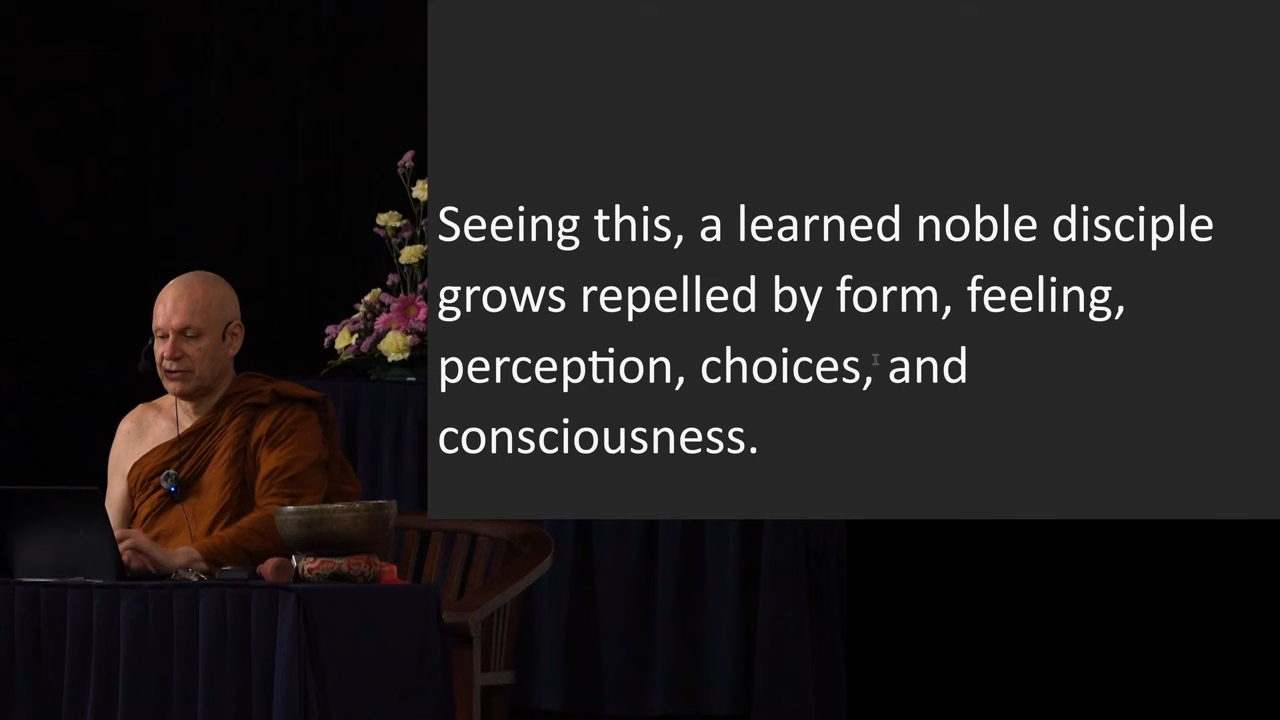 Seeing this, a learned noble disciple
grows repelled by form, feeling,
perception, choices, and
consciousness.